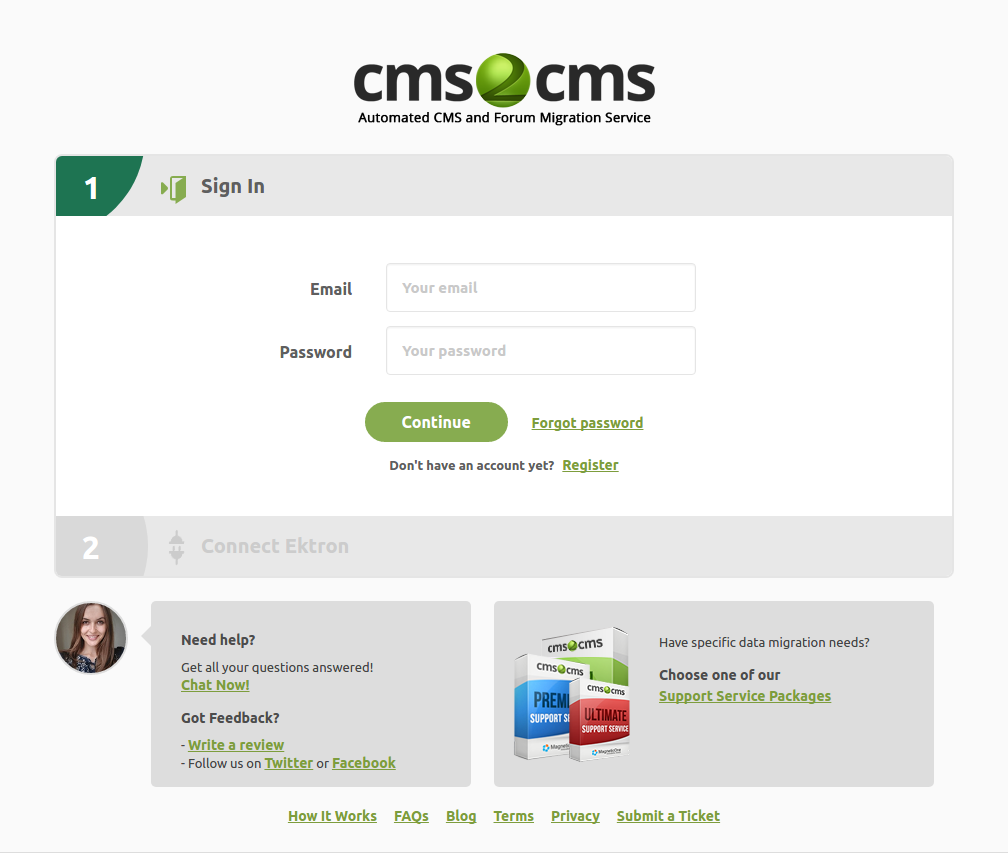 cms2cms
Automated CMS and Forum Migration Service
1
Sign In
Email
Your email
Password
Your password
Continue
Forgot password
Don't have an account yet? Register
2
Connect Ektron
Need help?
Get all your questions answered!
Chat Now!
Got Feedback?
- Write a review
- Follow us on Twitter or Facebook
cms2cms
cms2cms
cms2cms
SUPPORT SE
ULTIMATE
SUPPORT SERVICE
Have specific data migration needs?
Choose one of our
Support Service Packages
How It Works
FAQs
Blog
Terms
Privacy
Submit a Ticket